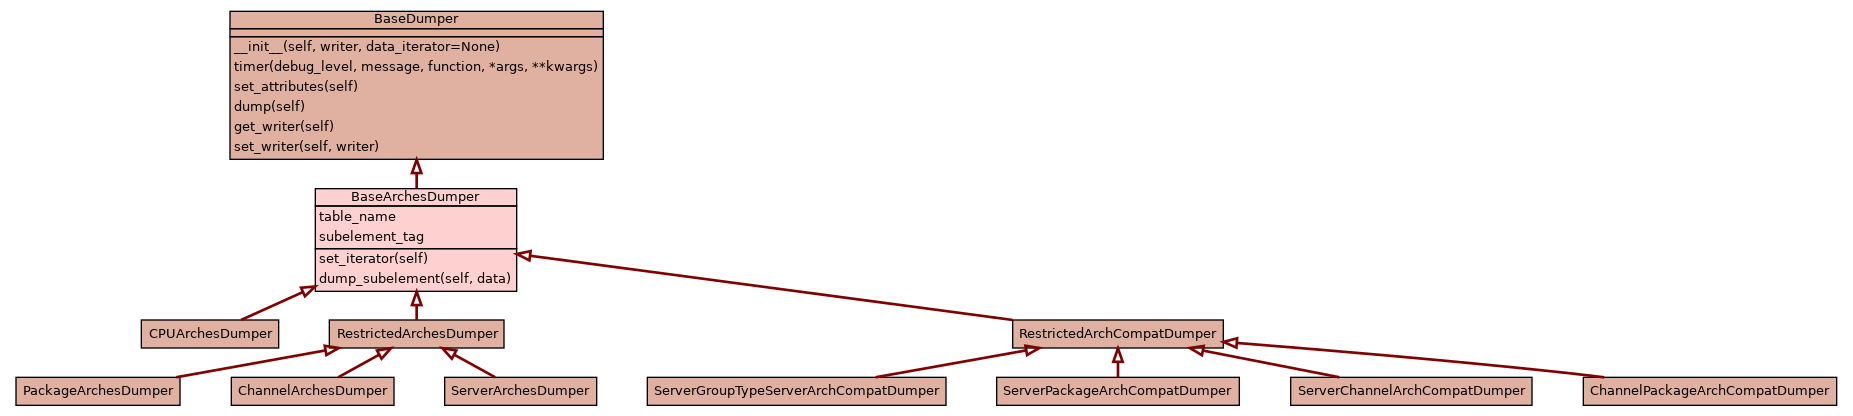 BaseDumper
__init__(self, writer, data_iterator=None)
timer(debug_level, message, function, *args, **kwargs)
set_attributes(self)
dump(self)
get_writer(self)
set_writer(self, writer)
BaseArchesDumper
table_name
subelement_tag
set_iterator(self)
dump_subelement(self, data)
CPUArchesDumper
RestrictedArchesDumper
RestrictedArchCompatDumper
PackageArchesDumper
ChannelArchesDumper
ServerArchesDumper
ServerGroupTypeServerArchCompatDumper
ServerPackageArchCompatDumper
ServerChannelArchCompatDumper
ChannelPackageArchCompatDumper